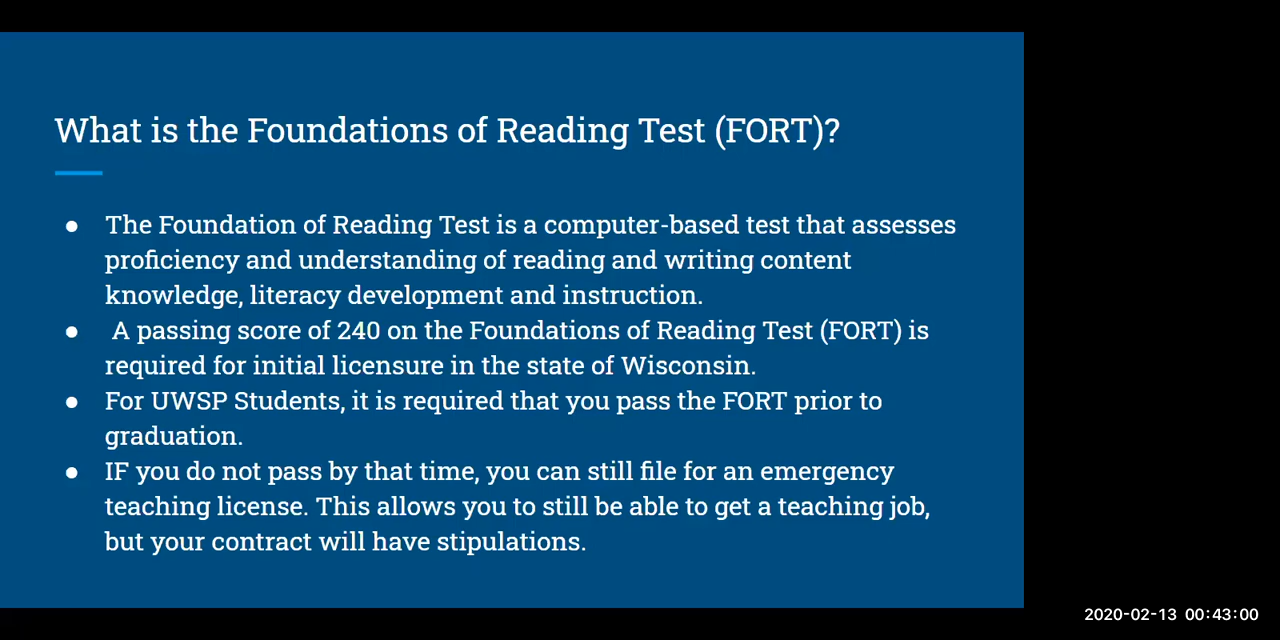 What is the Foundations of Reading Test (FORT)?
● The Foundation of Reading Test is a computer-based test that assesses
proficiency and understanding of reading and writing content
knowledge, literacy development and instruction.
● A passing score of 240 on the Foundations of Reading Test (FORT) is
required for initial licensure in the state of Wisconsin.
● For UWSP Students, it is required that you pass the FORT prior to
graduation.
● IF you do not pass by that time, you can still file for an emergency
teaching license. This allows you to still be able to get a teaching job,
but your contract will have stipulations.
2020-02-13 00:43:00